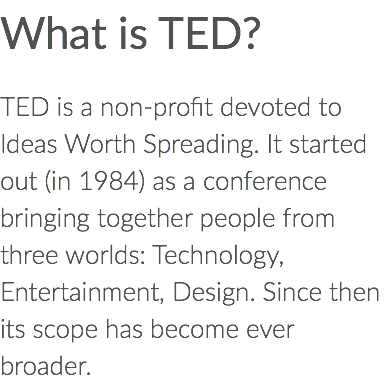 What is TED?
TED is a non-profit devoted to
Ideas Worth Spreading. It started
out (in 1984) as a conference
bringing together people from
three worlds: Technology,
Entertainment, Design. Since then
its scope has become ever
broader.